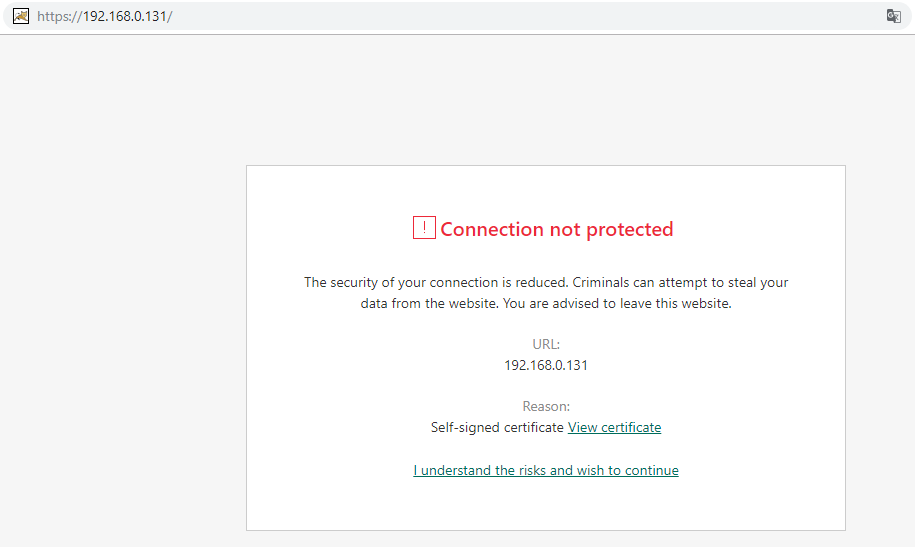 https://192.168.0.131/
! Connection not protected
The security of your connection is reduced. Criminals can attempt to steal your
data from the website. You are advised to leave this website.
URL:
192.168.0.131
Reason:
Self-signed certificate View certificate
I understand the risks and wish to continue